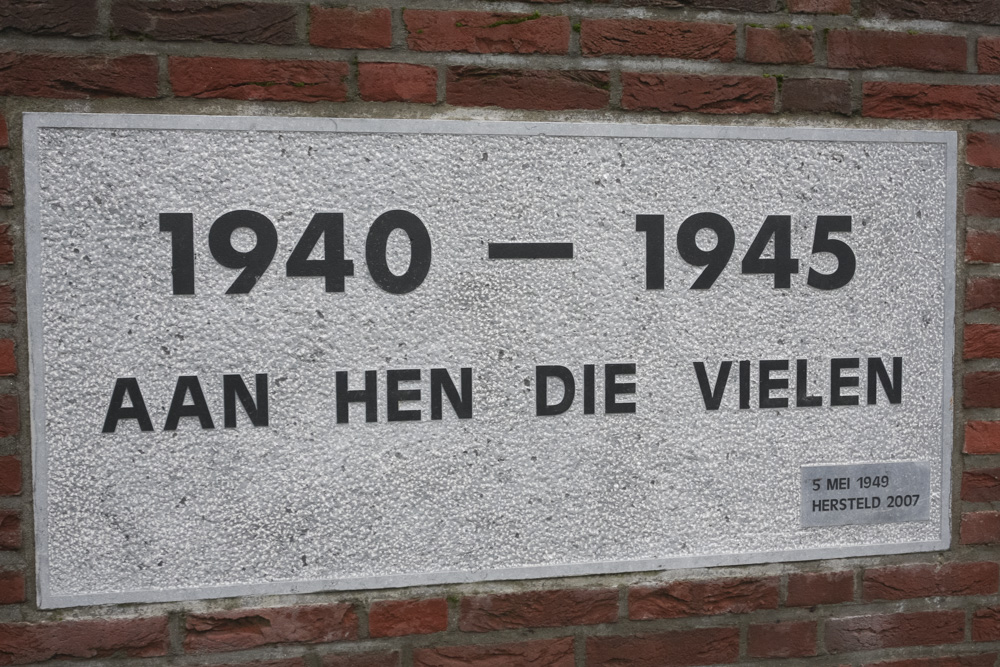 1940 — 1945
AAN HEN DIE VIELEN
5 MEI 1949
HERSTELD 2007